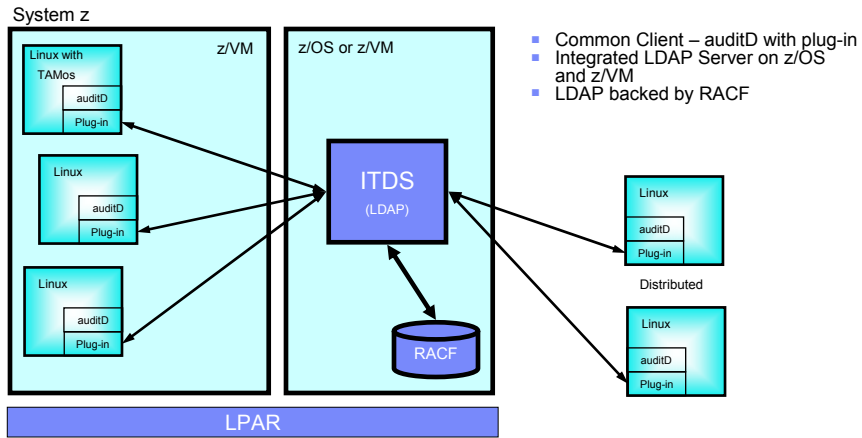 System z
z/VM
Linux with
TAMos
auditD
Plug-in
Linux
auditD
Plug-in
Linux
auditD
Plug-in
z/OS or z/VM
ITDS
(LDAP)
RACF
LPAR
Common Client – auditD with plug-in
Integrated LDAP Server on z/OS
and z/VM
LDAP backed by RACF
Linux
auditD
Plug-in
Distributed
Linux
auditD
Plug-in